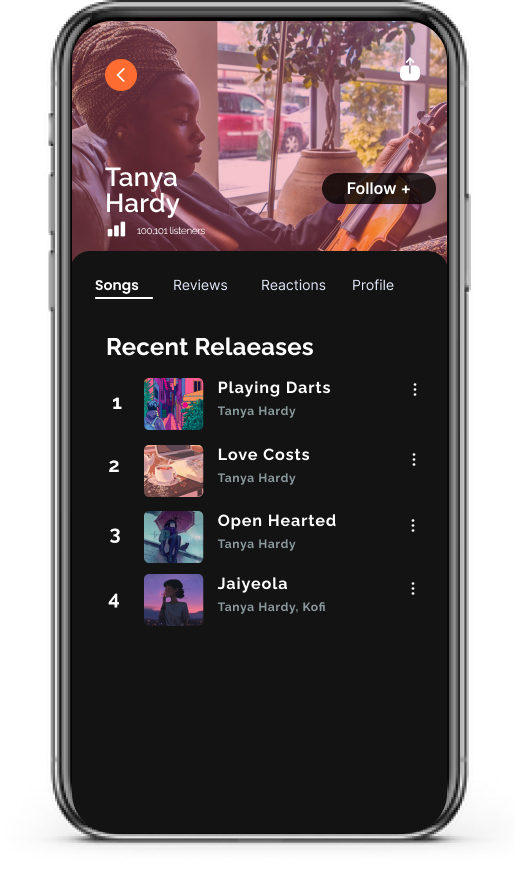 Tanya
Hardy
100,101 listeners
Follow +
Songs Reviews Reactions Profile
Recent Relaeases
1 Playing Darts
Tanya Hardy
2 Love Costs
Tanya Hardy
3 Open Hearted
Tanya Hardy
4 Jaiyeola
Tanya Hardy, Kofi